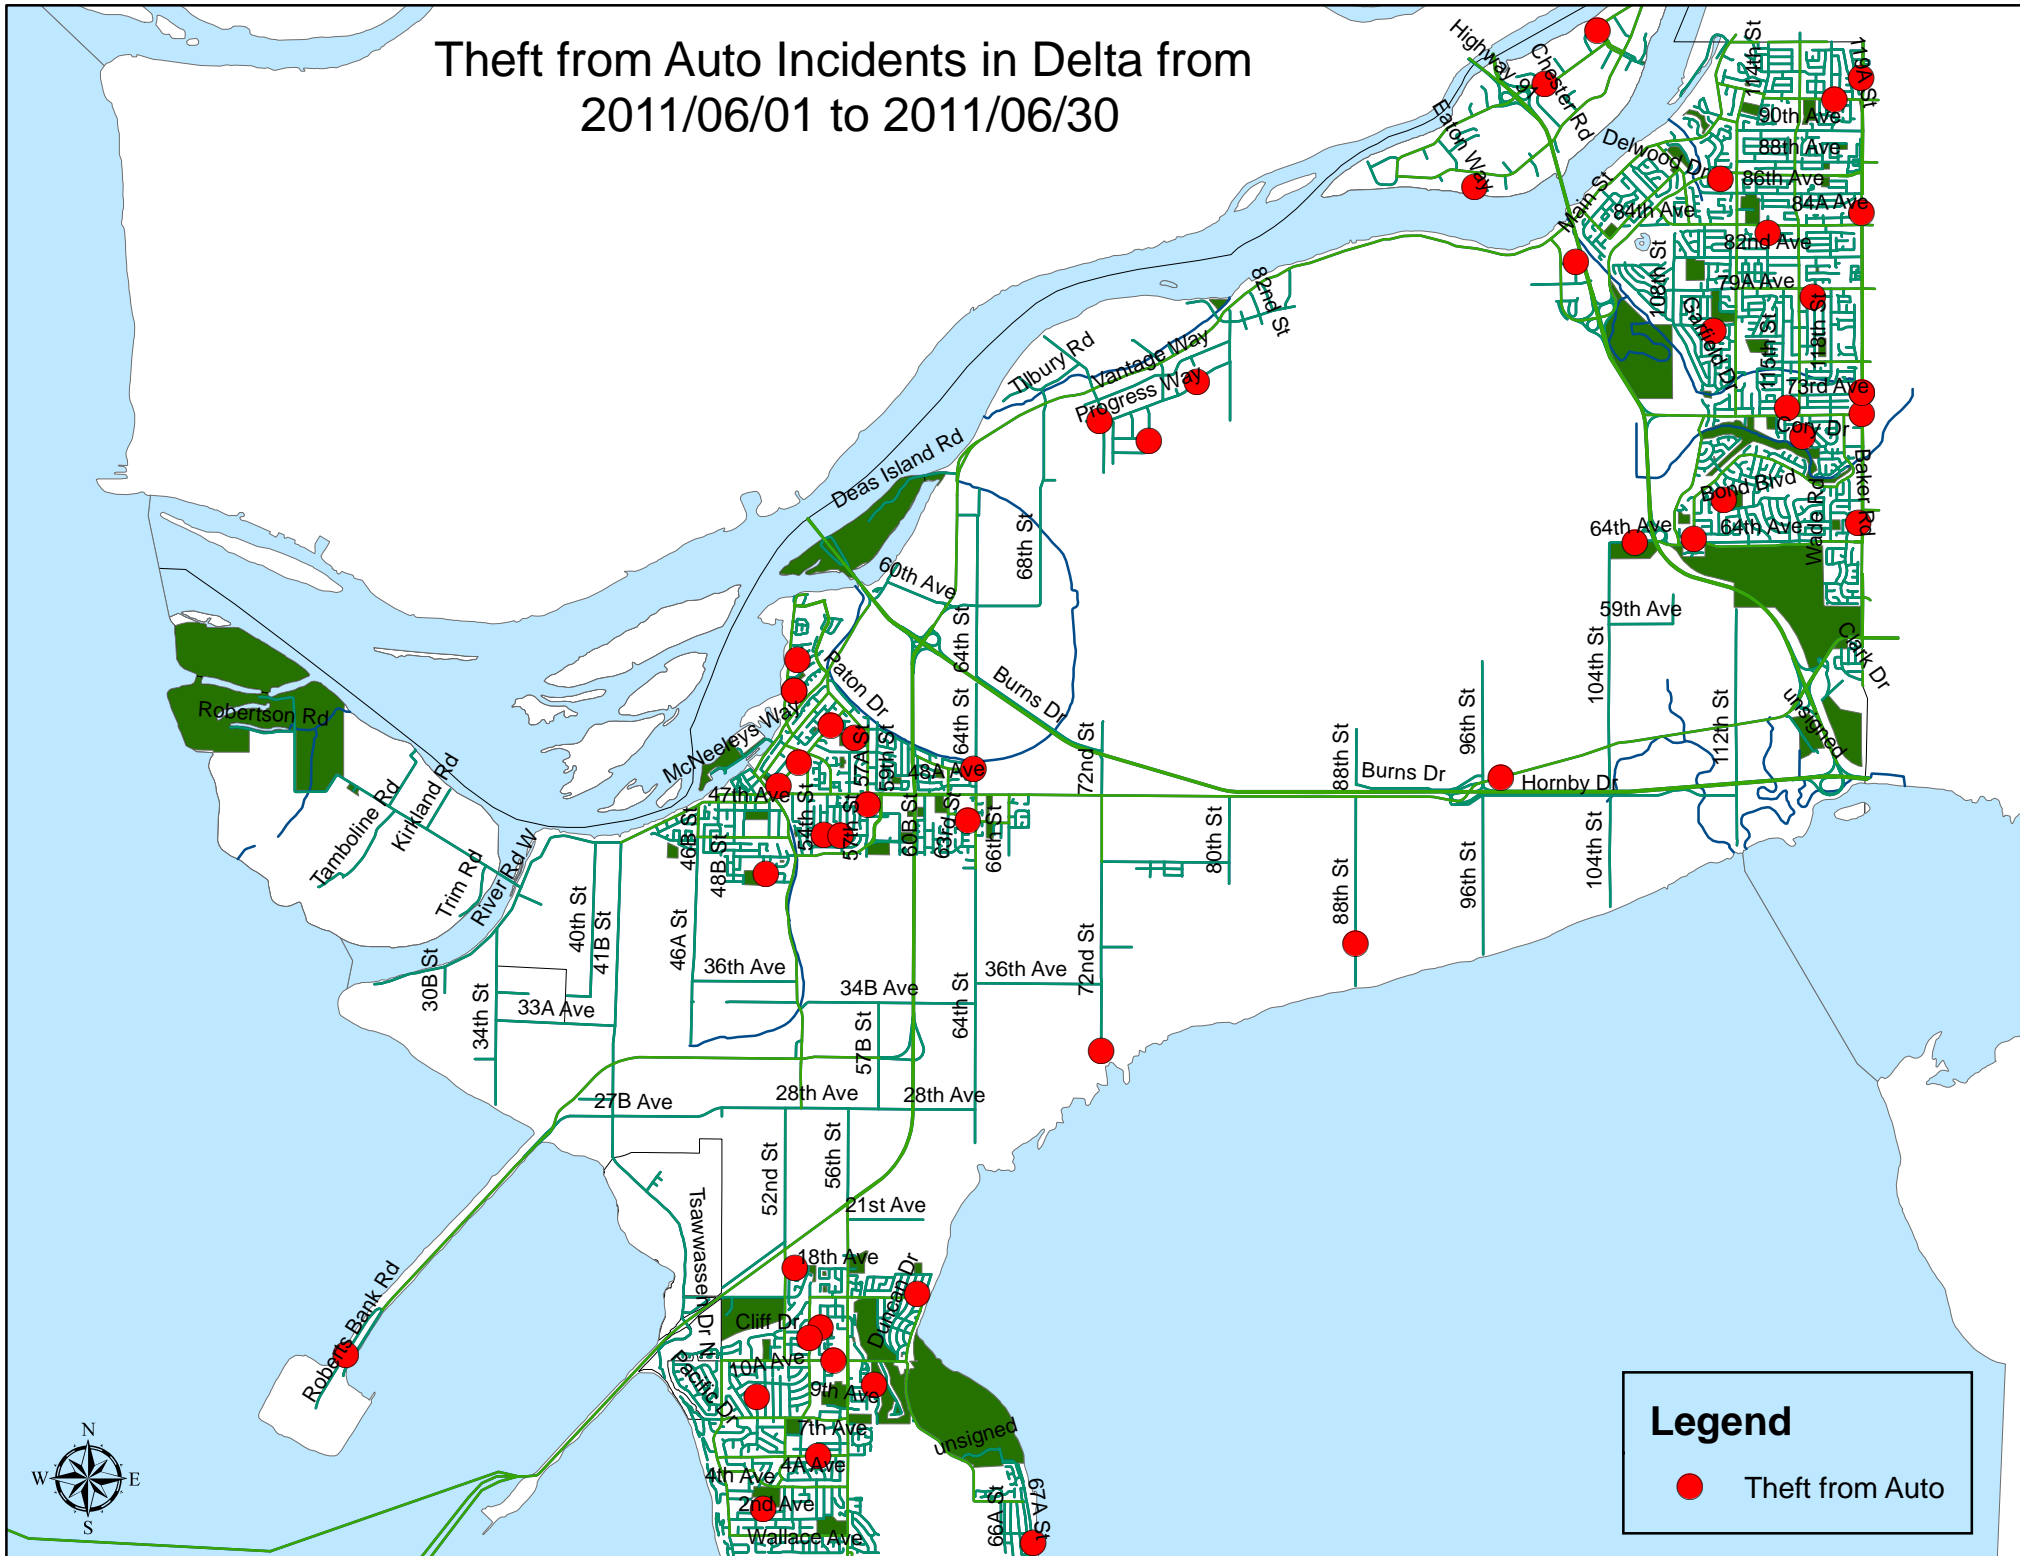 Theft from Auto Incidents in Delta from
2011/06/01 to 2011/06/30
Highway 91
Chester Rd
Eaton Way
114th St
119A St
90th Ave
88th Ave
Delwood Dr
86th Ave
Main St
84th Ave
84A Ave
82nd Ave
108th St
79A Ave
82nd St
Garfield Dr
115th St
118th St
Tilbury Rd
Vantage Way
Progress Way
73rd Ave
Cory Dr
Deas Island Rd
Bond Blvd
Baker Rd
Wade Rd
64th Ave
64th Ave
68th St
60th Ave
59th Ave
64th St
104th St
Clark Dr
Paton Dr
Burns Dr
Robertson Rd
McNeeleys Way
64th St
72nd St
88th St
96th St
112th St
unsigned
57A St
59th St
48A Ave
Burns Dr
Hornby Dr
47th Ave
Tamboline Rd
Kirkland Rd
Trim Rd
River Rd W
46B St
48B St
54th St
57th St
60B St
63rd St
66th St
80th St
88th St
96th St
104th St
40th St
41B St
46A St
30B St
34th St
36th Ave
36th Ave
72nd St
33A Ave
34B Ave
57B St
64th St
27B Ave
28th Ave
28th Ave
52nd St
56th St
21st Ave
Tsawwassen Dr N
18th Ave
Duncan Dr
Roberts Bank Rd
Cliff Dr
10A Ave
Pacific Dr
9th Ave
7th Ave
unsigned
4th Ave
4A Ave
2nd Ave
Wallace Ave
66A St
67A St
N
W
E
S
Legend
Theft from Auto